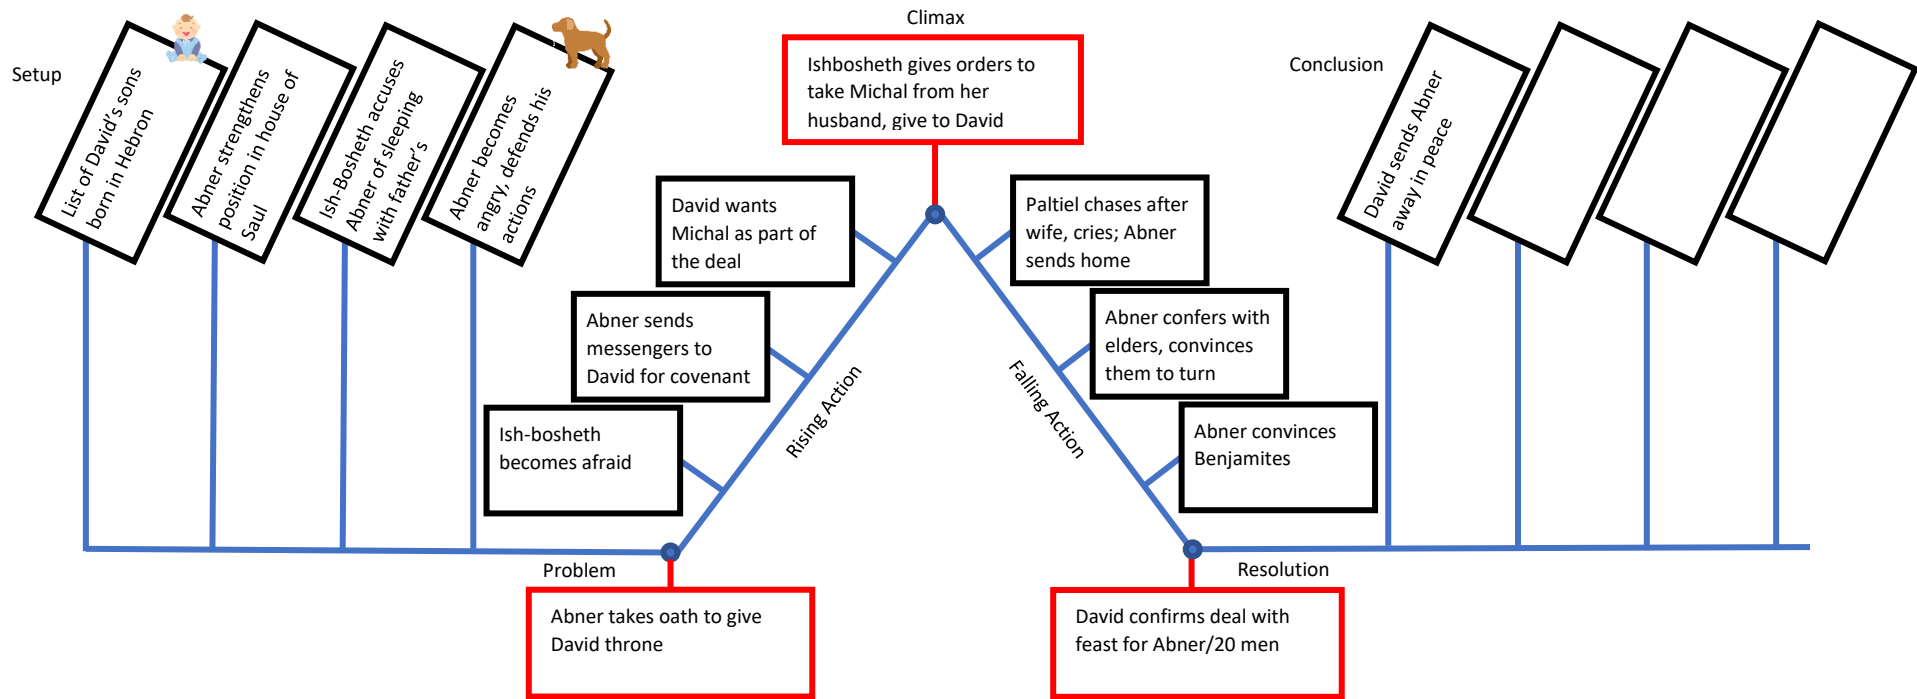 Setup
List of David's sons
born in Hebron
Abner strengthens
position in house of
Saul
Ish-Bosheth accuses
Abner of sleeping
with father's
Abner becomes
angry, defends his
actions
Problem
Abner takes oath to give
David throne
Rising Action
Ish-bosheth
becomes afraid
Abner sends
messengers to
David for covenant
David wants
Michal as part of
the deal
Climax
Ishbosheth gives orders to
take Michal from her
husband, give to David
Falling Action
Paltiel chases after
wife, cries; Abner
sends home
Abner confers with
elders, convinces
them to turn
Abner convinces
Benjamites
Resolution
David confirms deal with
feast for Abner/20 men
Conclusion
David sends Abner
away in peace